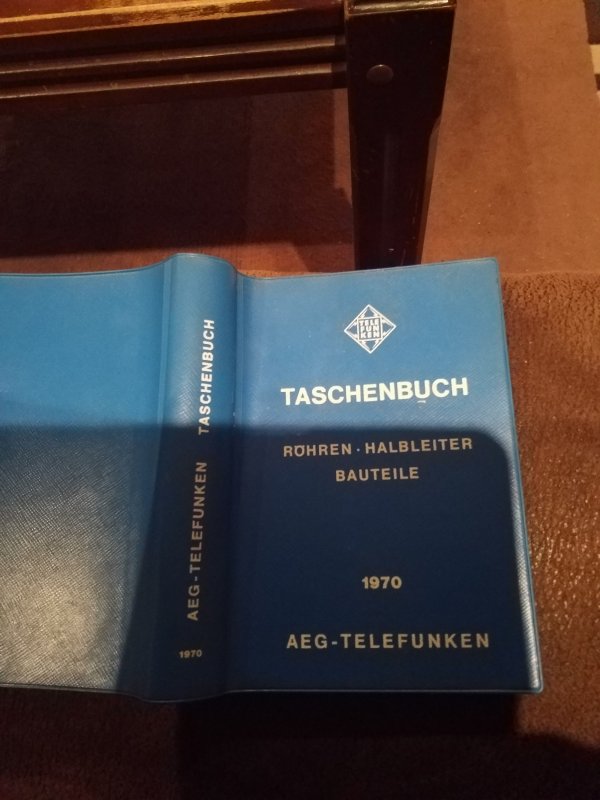 TELE
FUN
KEN
TASCHENBUCH
RÖHREN · HALBLEITER
BAUTEILE
1970
AEG-TELEFUNKEN
AEG-TELEFUNKEN TASCHENBUCH
1970